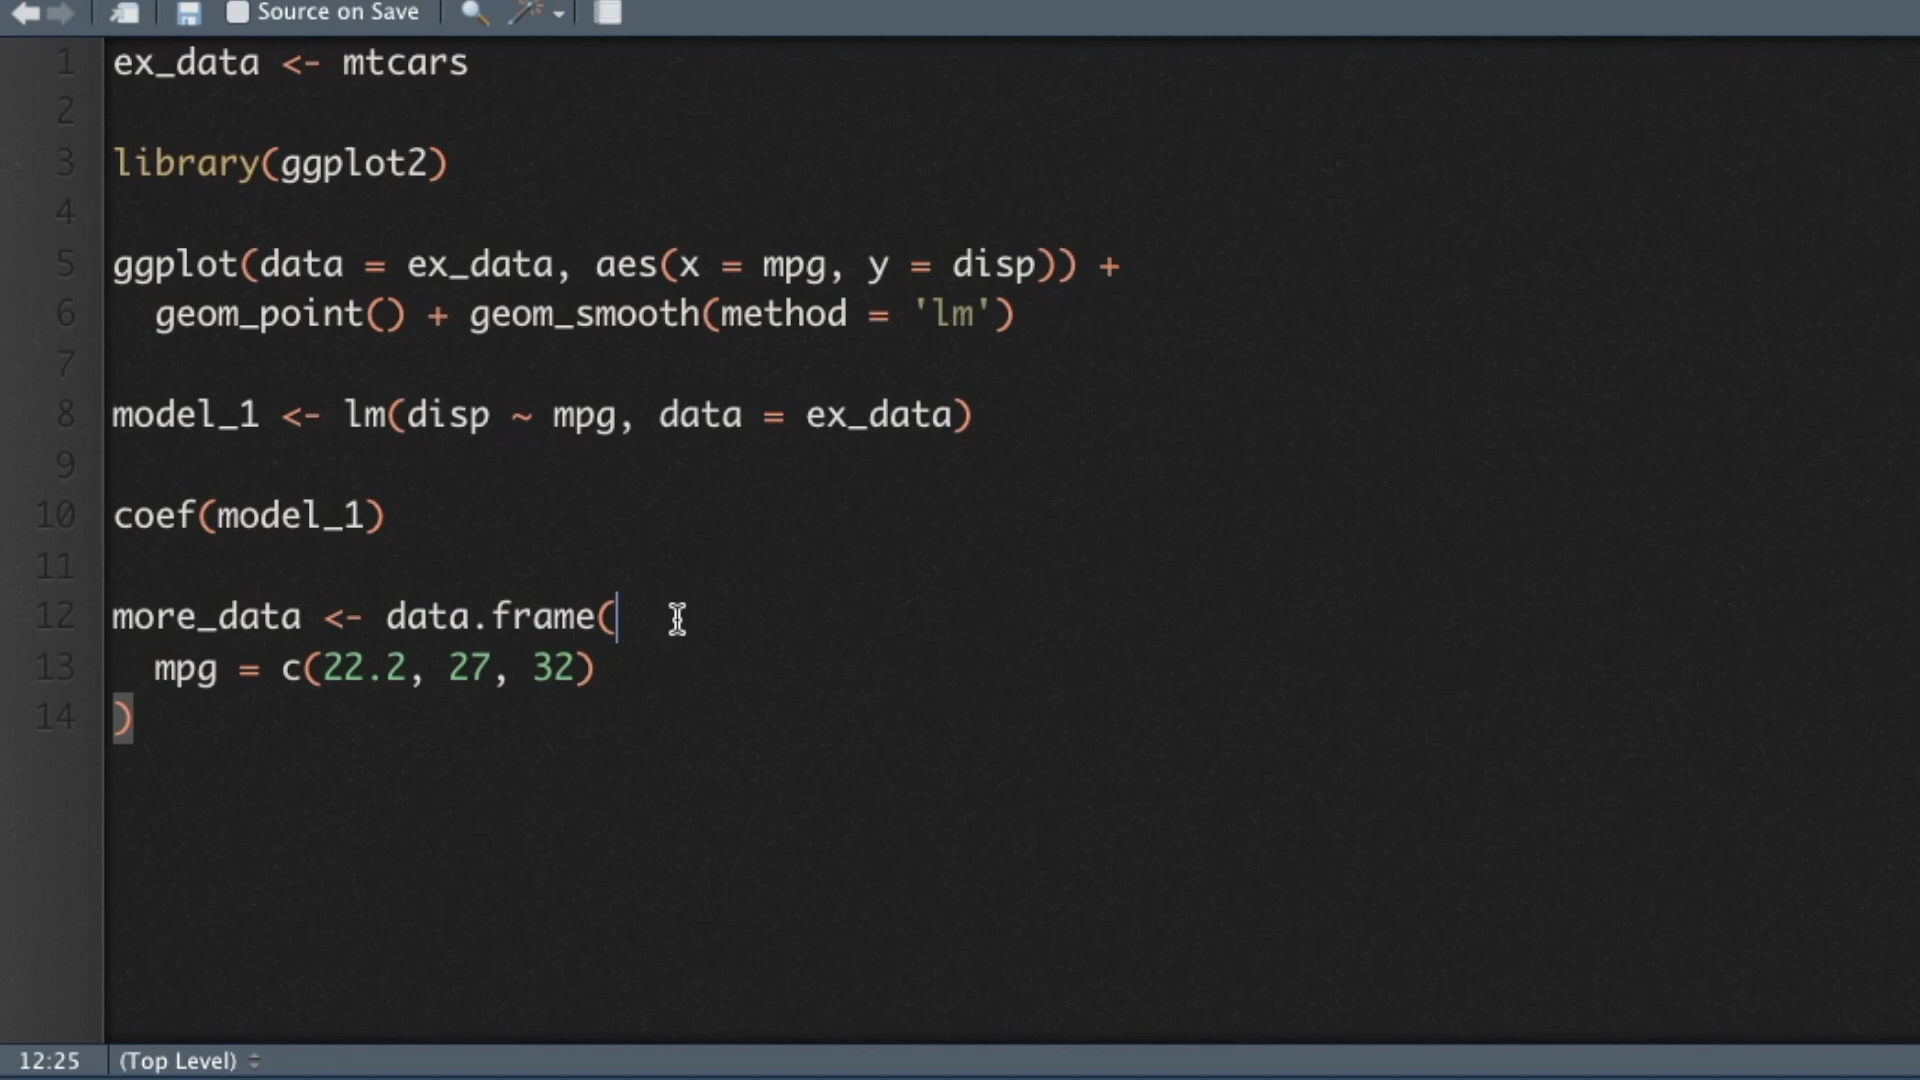 Source on Save
1 ex_data <- mtcars
2
3 library(ggplot2)
4
5 ggplot(data = ex_data, aes(x = mpg, y = disp)) +
6   geom_point() + geom_smooth(method = 'lm')
7
8 model_1 <- lm(disp ~ mpg, data = ex_data)
9
10 coef(model_1)
11
12 more_data <- data.frame(
13   mpg = c(22.2, 27, 32)
14 )
12:25 (Top Level)